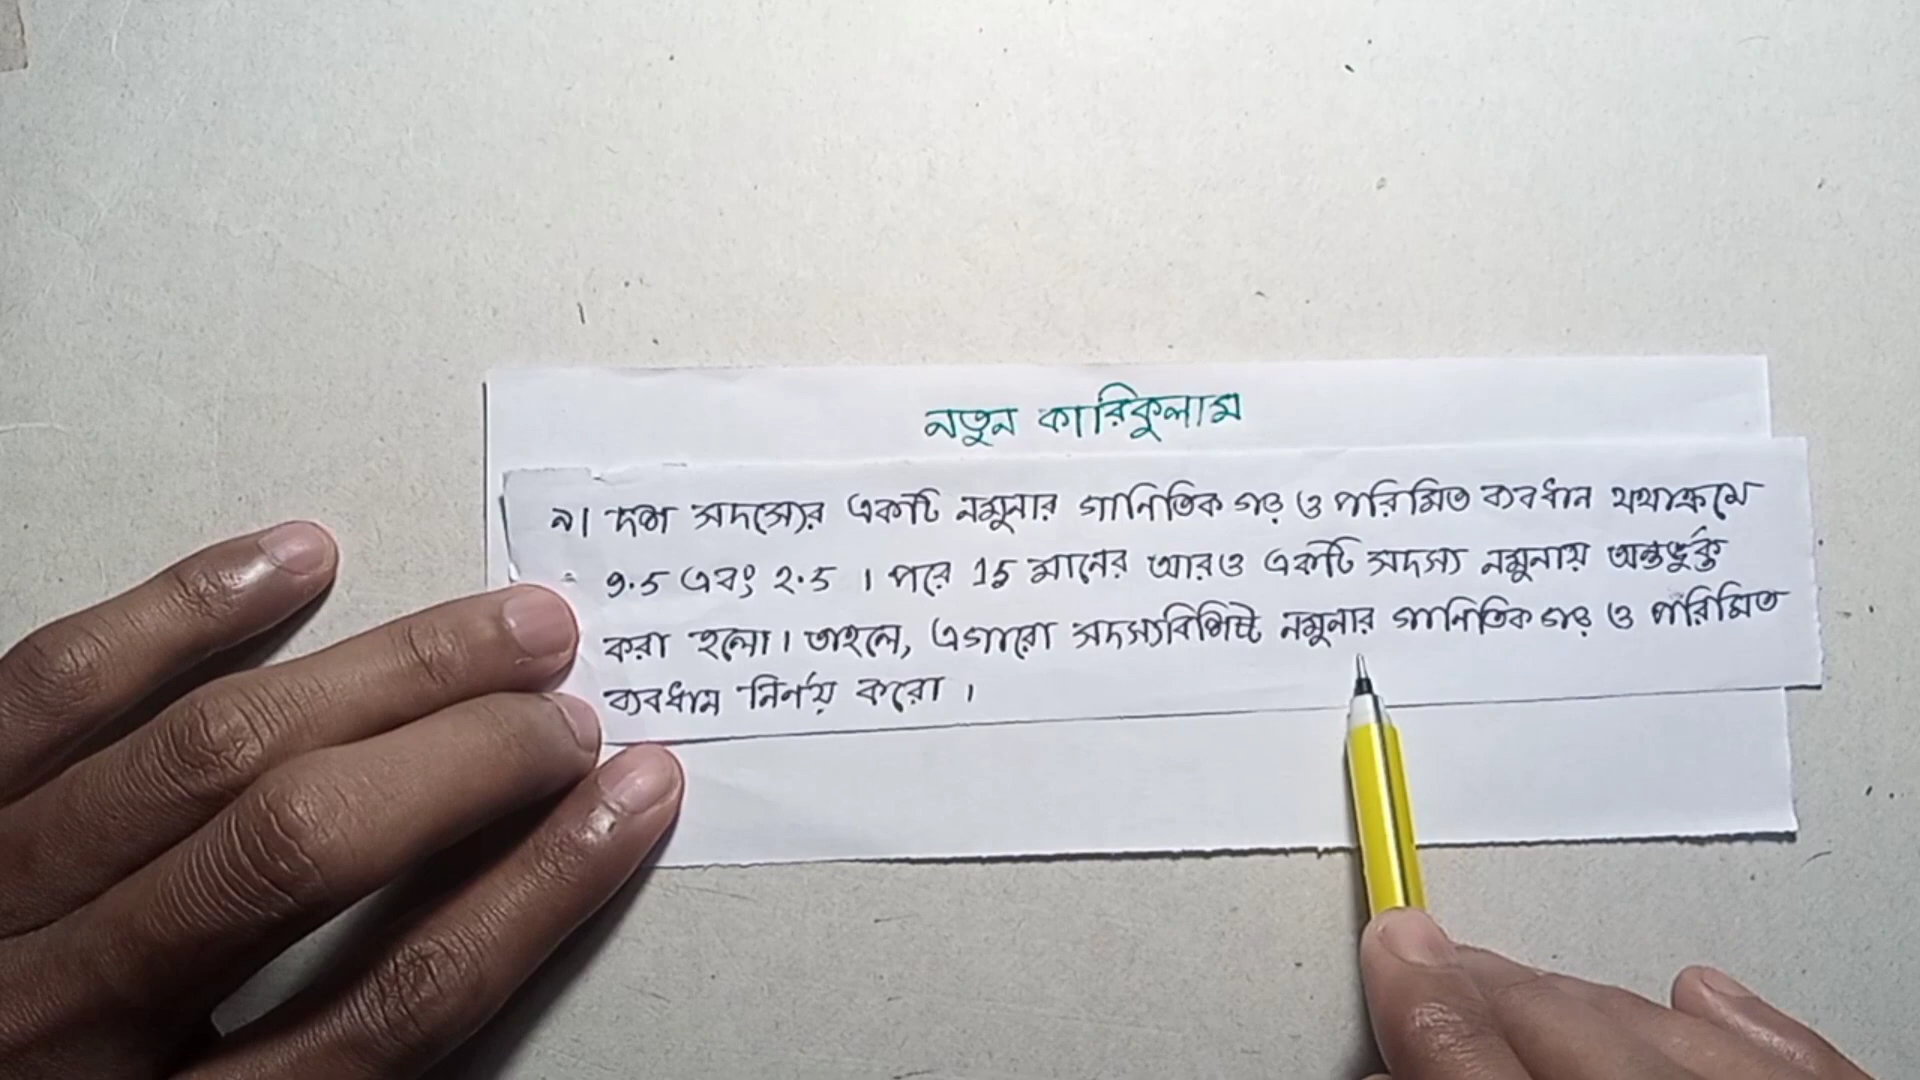 নতুন কারিকুলাম
৯। দশ সদস্যের একটি নমুনার গাণিতিক গড় ও পরিমিত ব্যবধান যথাক্রমে
9.5 এবং 2.5 । পরে 15 মানের আরও একটি সদস্য নমুনায় অন্তর্ভুক্ত
করা হলো। তাহলে, এগারো সদস্যবিশিষ্ট নমুনার গাণিতিক গড় ও পরিমিত
ব্যবধান নির্ণয় করো ।